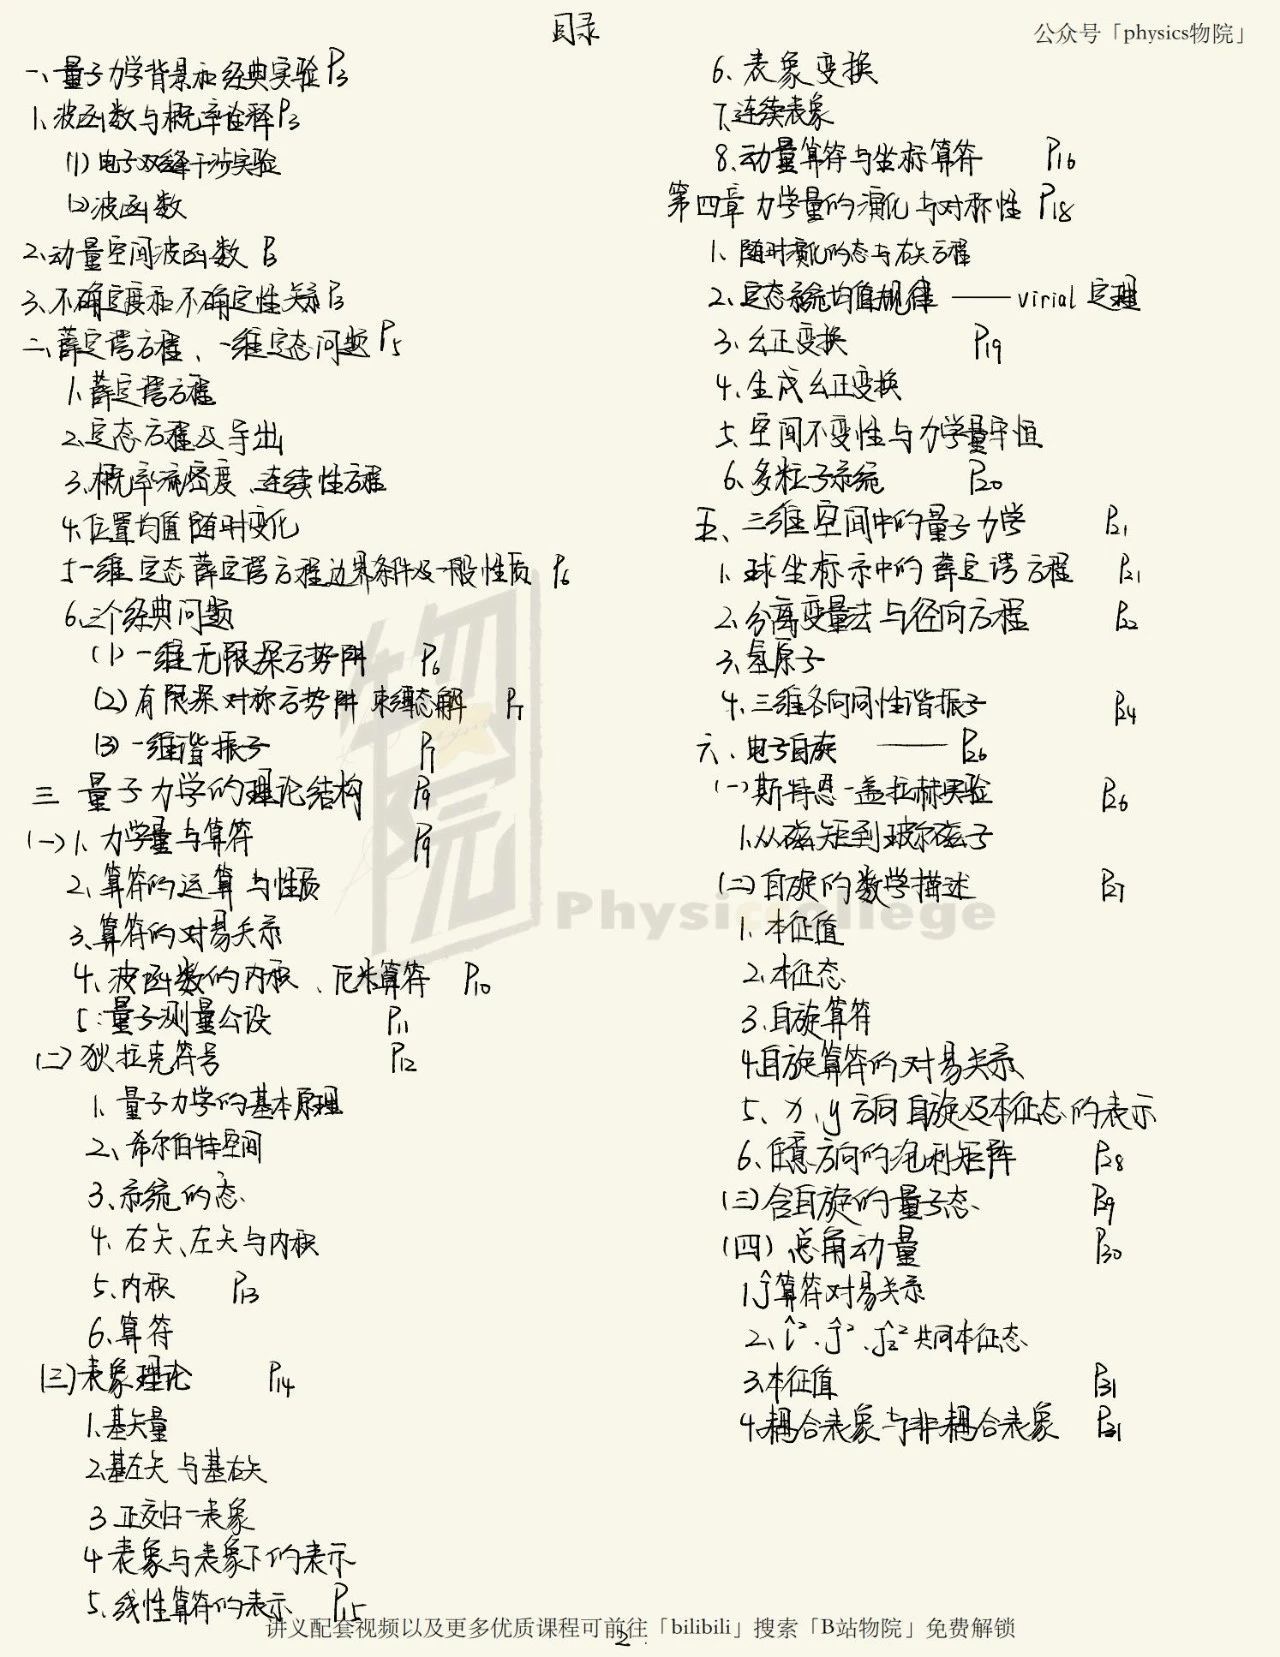 目录
公众号「physics物院」
一、量子力学背景和经典实验 P3
1、波函数与概率诠释 P3
(1) 电子双缝干涉实验
(2) 波函数
2、动量空间波函数 P3
3、不确定度和不确定性关系 P3
二、薛定谔方程、一维定态问题 P5
1、薛定谔方程
2、定态方程及导出
3、概率流密度、连续性方程
4、位置均值随时变化
5 一维定态薛定谔方程边界条件及一般性质 P6
6、三个经典问题
(1) 一维无限深方势阱 P6
(2) 有限深对称方势阱 束缚态解 P7
(3) 一维谐振子 P7
三 量子力学的理论结构 P9
(一) 1、力学量与算符 P9
2、算符的运算与性质
3、算符的对易关系
4、波函数的内积、厄米算符 P10
5:量子测量公设 P11
(二) 狄拉克符号 P12
1、量子力学的基本原理
2、希尔伯特空间
3、系统的态
4、右矢、左矢与内积
5、内积 P13
6、算符
(三) 表象理论 P14
1、基矢量
2、基左矢与基右矢
3 正交归一表象
4 表象与表象下的表示
5、线性算符的表示 P15
6、表象变换
7、连续表象
8、动量算符与坐标算符 P16
第四章 力学量的演化与对称性 P18
1、随时演化的态与右矢方程
2、定态系统均值规律 —— virial 定理
3、幺正变换 P19
4、生成幺正变换
5、空间不变性与力学量守恒
6、多粒子系统 P20
五、三维空间中的量子力学 P21
1、球坐标系中的薛定谔方程 P21
2、分离变量法与径向方程 P22
3、氢原子
4、三维各向同性谐振子 P24
六、电子自旋 —— P26
(一) 斯特恩-盖拉赫实验 P26
1、从磁矩到玻尔磁子
(二) 自旋的数学描述 P27
1、本征值
2、本征态
3、自旋算符
4、自旋算符的对易关系
5、x、y方向自旋及本征态的表示
6、任意方向的泡利矩阵 P28
(三) 含自旋的量子态 P29
(四) 总角动量 P30
1、Ĵ算符对易关系
2、l̂²、ĵ²、ĵz² 共同本征态
3、本征值 P31
4、耦合表象与非耦合表象 P31
物院
Physicollege
讲义配套视频以及更多优质课程可前往「bilibili」搜索「B站物院」免费解锁
2